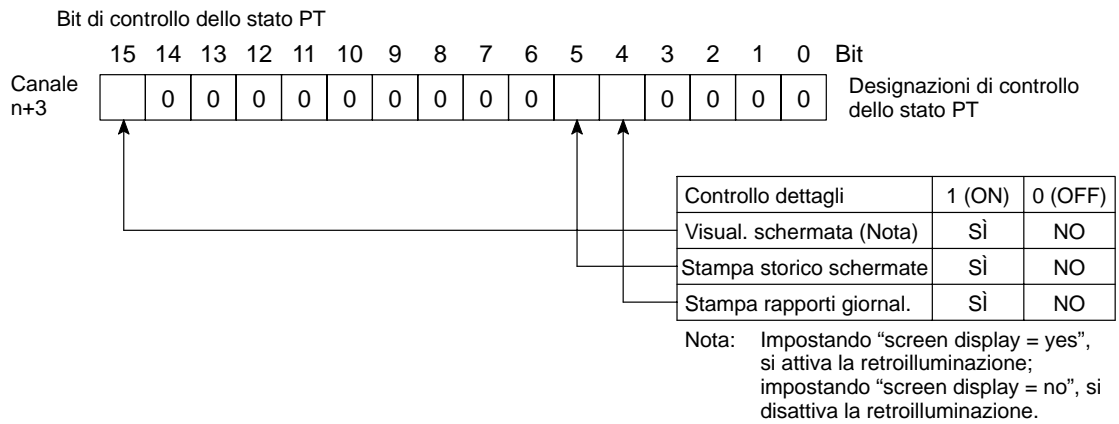 Bit di controllo dello stato PT
15 14 13 12 11 10 9 8 7 6 5 4 3 2 1 0 Bit
Canale
n+3
0 0 0 0 0 0 0 0 0 0 0 0 0
Designazioni di controllo
dello stato PT
Controllo dettagli 1 (ON) 0 (OFF)
Visual. schermata (Nota) SÌ NO
Stampa storico schermate SÌ NO
Stampa rapporti giornal. SÌ NO
Nota: Impostando “screen display = yes”,
si attiva la retroilluminazione;
impostando “screen display = no”, si
disattiva la retroilluminazione.